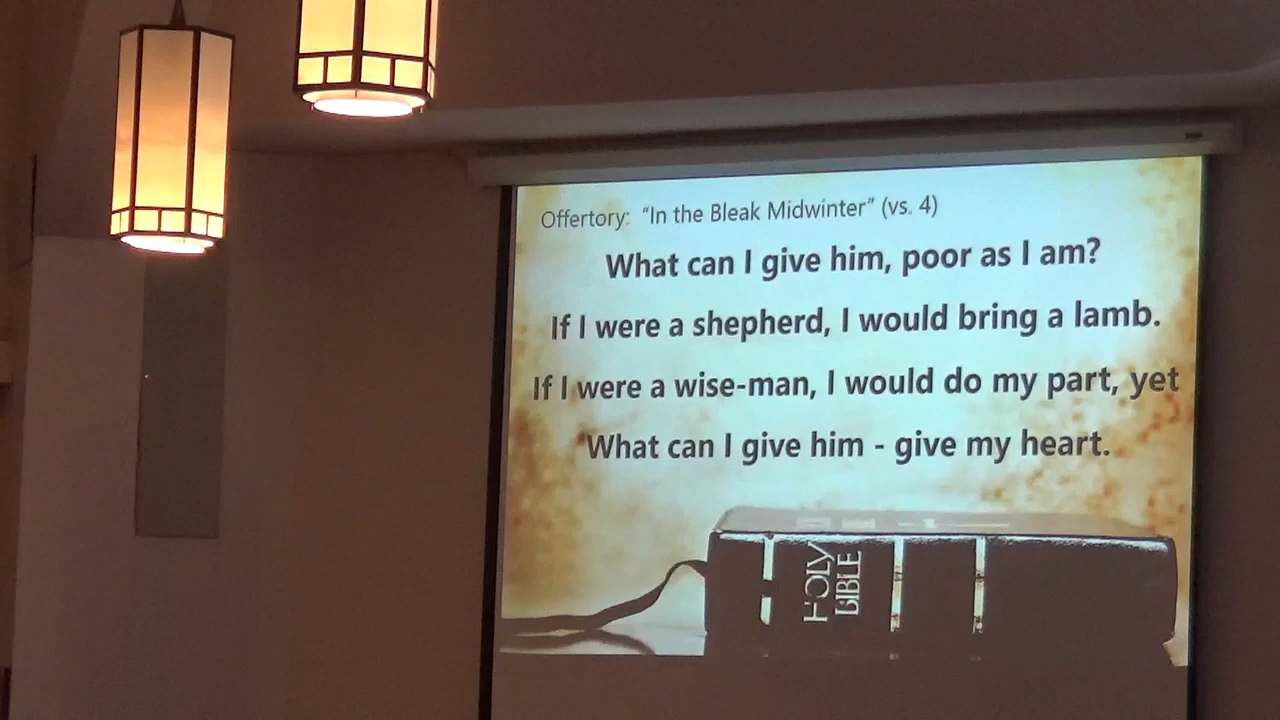 Offertory: "In the Bleak Midwinter" (vs. 4)
What can I give him, poor as I am?
If I were a shepherd, I would bring a lamb.
If I were a wise-man, I would do my part, yet
What can I give him - give my heart.
HOLY
BIBLE